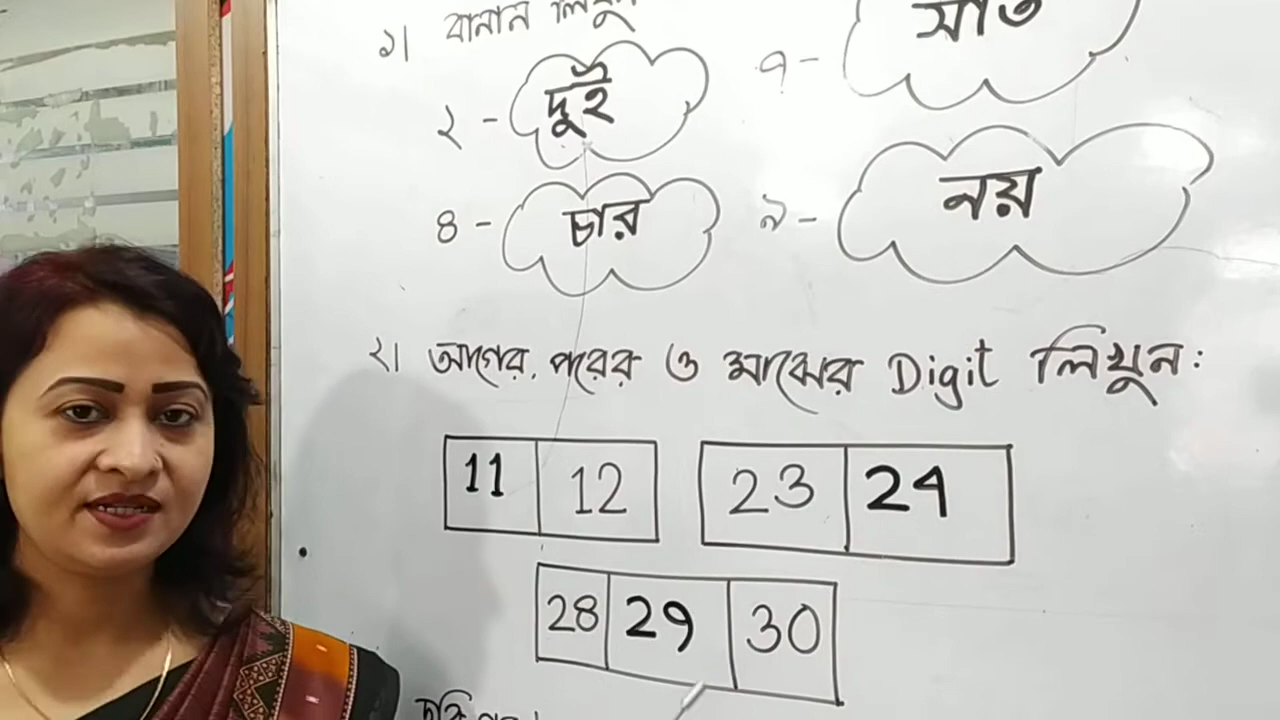 ১। বানান লিখুন
২ - দুই ৭ - সাত
৪ - চার ৯ - নয়
২। আগের, পরের ও মাঝের Digit লিখুন:
11 12 23 24
28 29 30